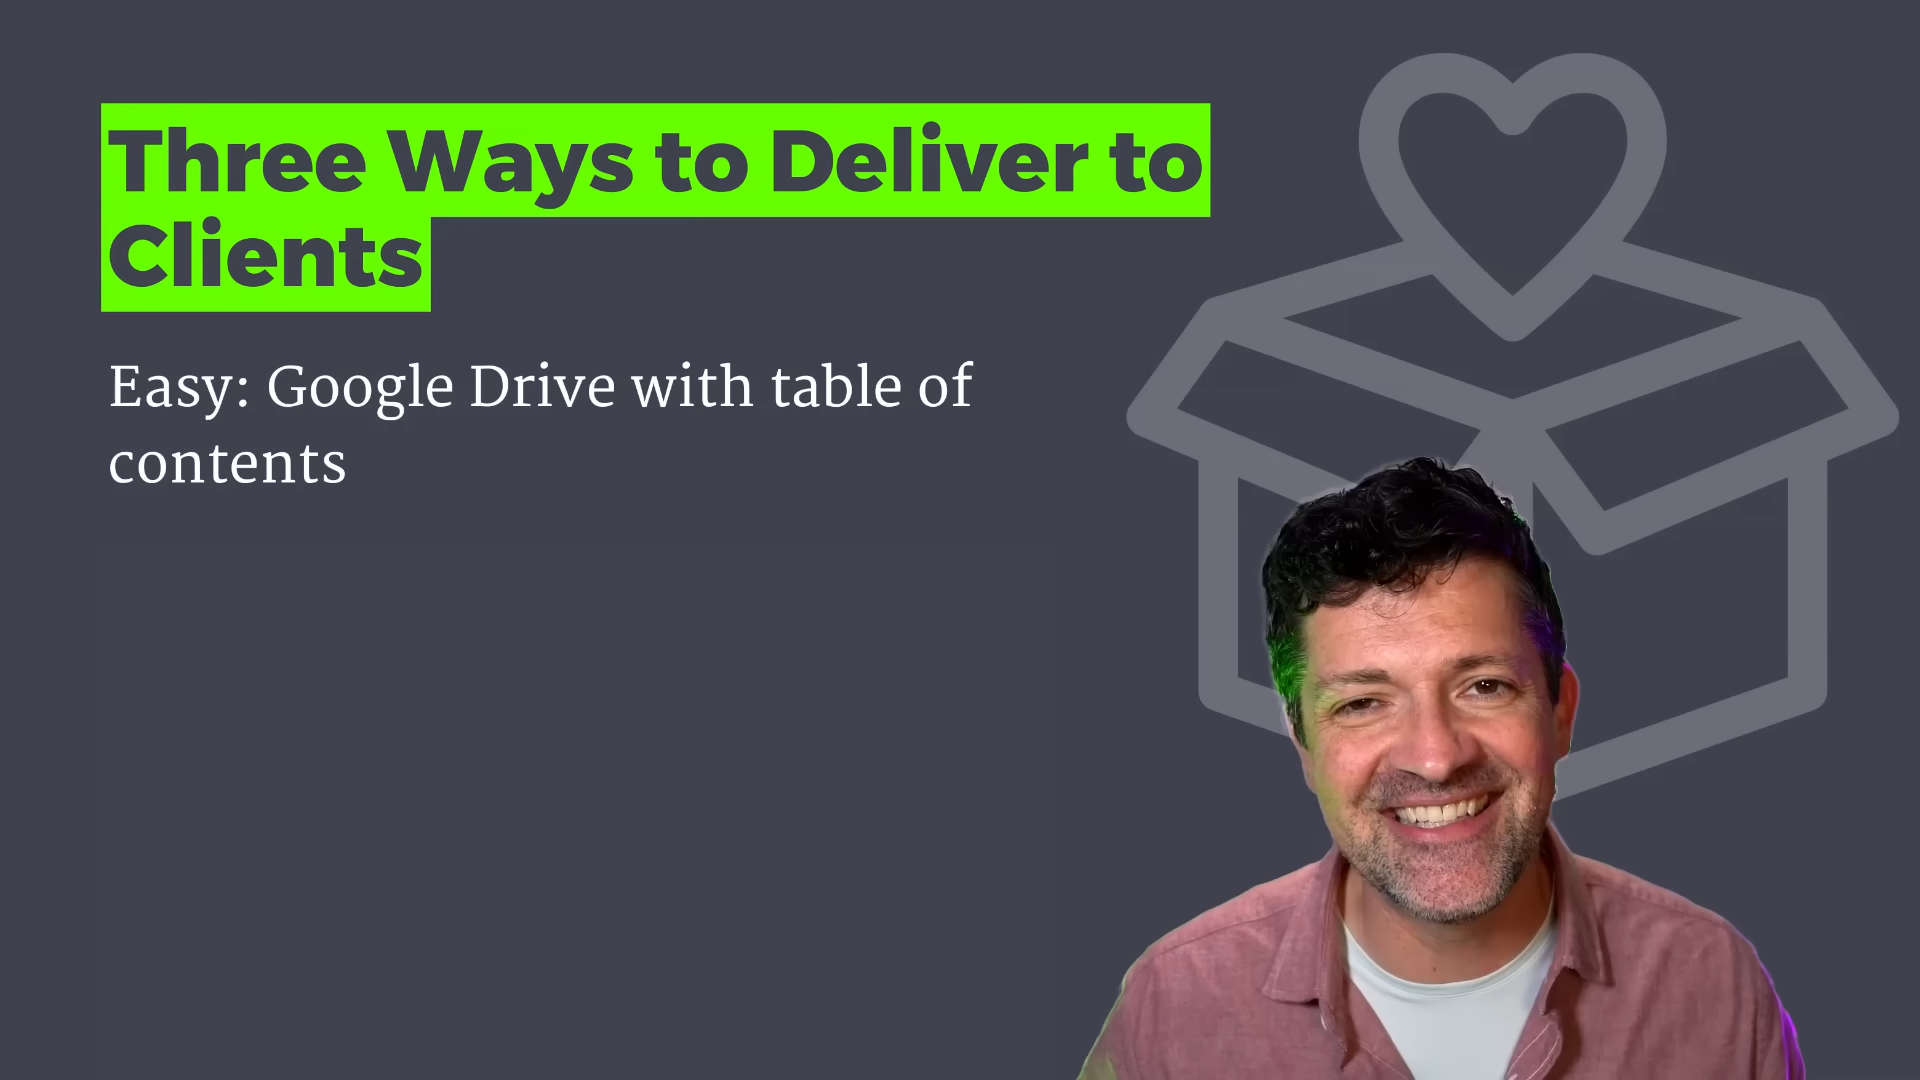 Three Ways to Deliver to
Clients
Easy: Google Drive with table of
contents